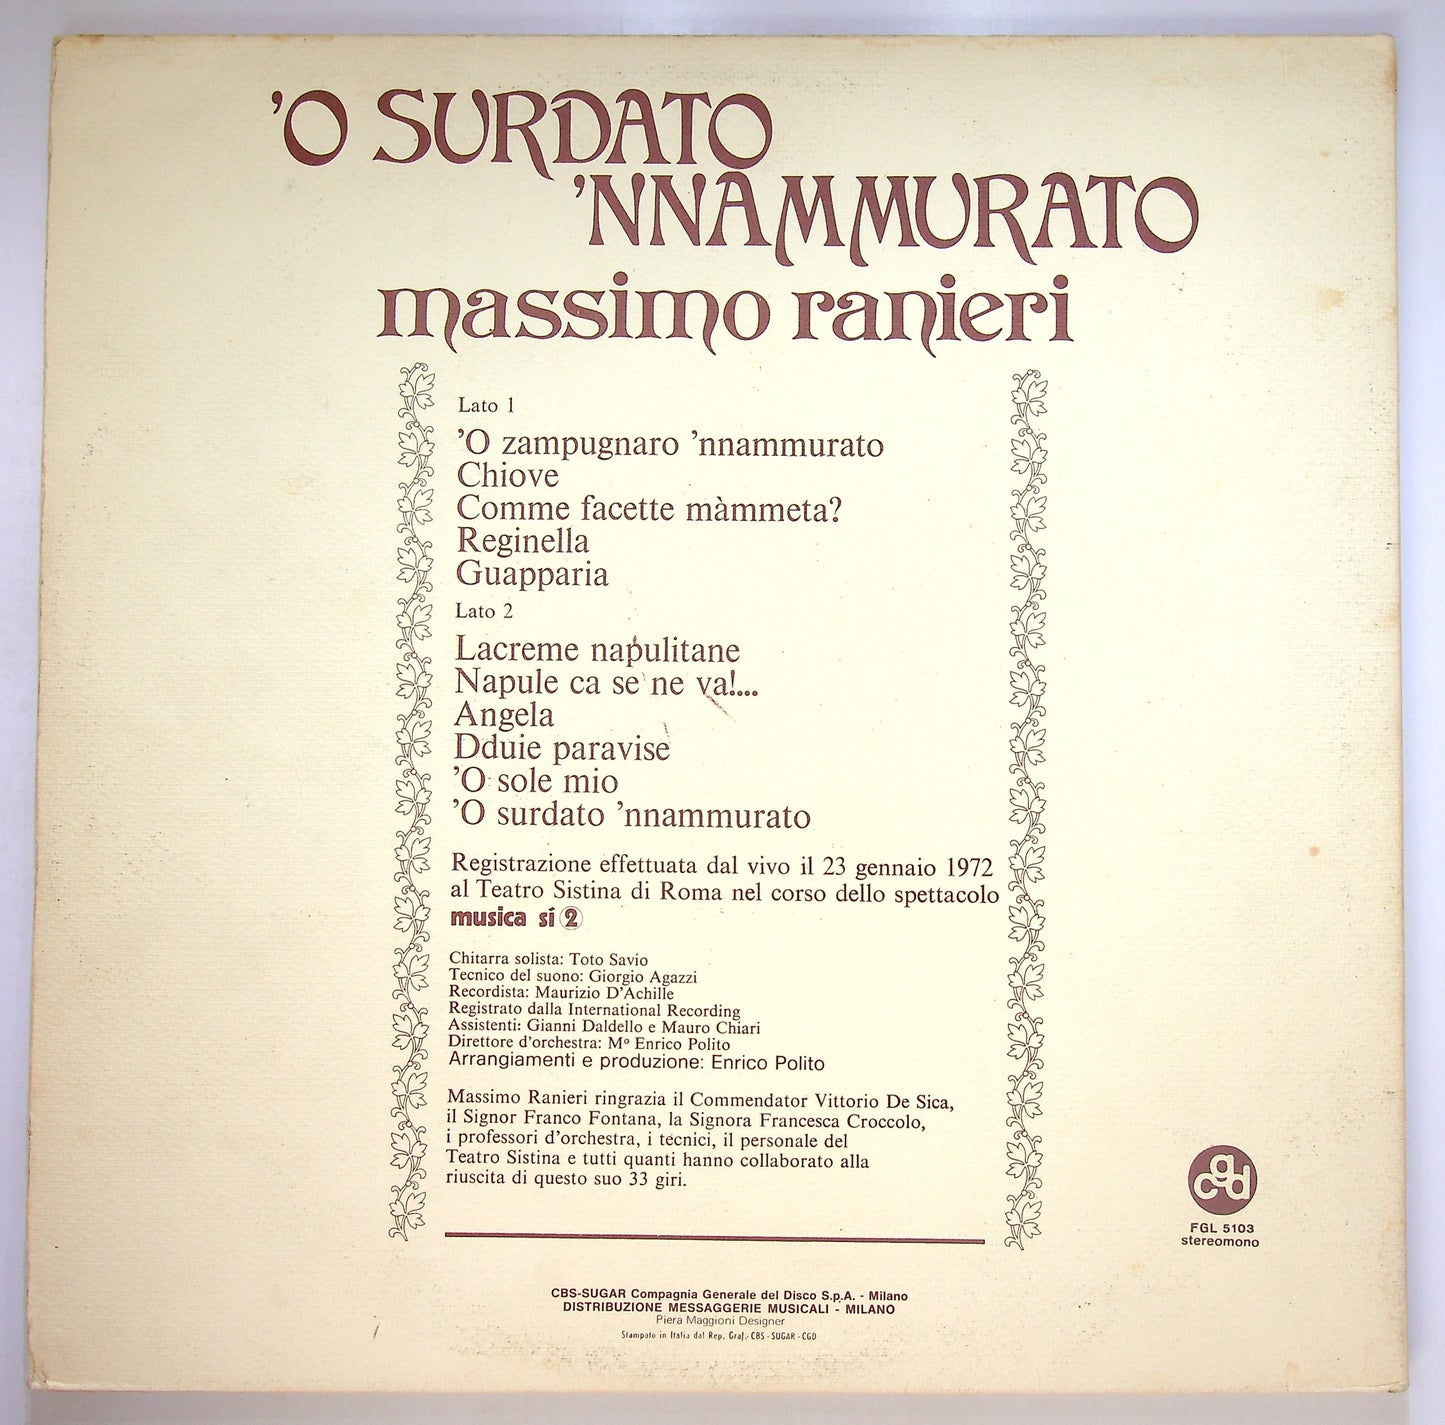 'O SURDATO
'NNAMMURATO
massimo ranieri
Lato 1
'O zampugnaro 'nnammurato
Chiove
Comme facette màmmeta?
Reginella
Guapparia
Lato 2
Lacreme napulitane
Napule ca se ne va!...
Angela
Dduie paravise
'O sole mio
'O surdato 'nnammurato
Registrazione effettuata dal vivo il 23 gennaio 1972
al Teatro Sistina di Roma nel corso dello spettacolo
musica sí 2
Chitarra solista: Toto Savio
Tecnico del suono: Giorgio Agazzi
Recordista: Maurizio D'Achille
Registrato dalla International Recording
Assistenti: Gianni Daldello e Mauro Chiari
Direttore d'orchestra: Mº Enrico Polito
Arrangiamenti e produzione: Enrico Polito
Massimo Ranieri ringrazia il Commendator Vittorio De Sica,
il Signor Franco Fontana, la Signora Francesca Croccolo,
i professori d'orchestra, i tecnici, il personale del
Teatro Sistina e tutti quanti hanno collaborato alla
riuscita di questo suo 33 giri.
cgd
FGL 5103
stereomono
CBS-SUGAR Compagnia Generale del Disco S.p.A. - Milano
DISTRIBUZIONE MESSAGGERIE MUSICALI - MILANO
Piera Maggioni Designer
Stampato in Italia dal Rep. Graf. CBS - SUGAR - CGD